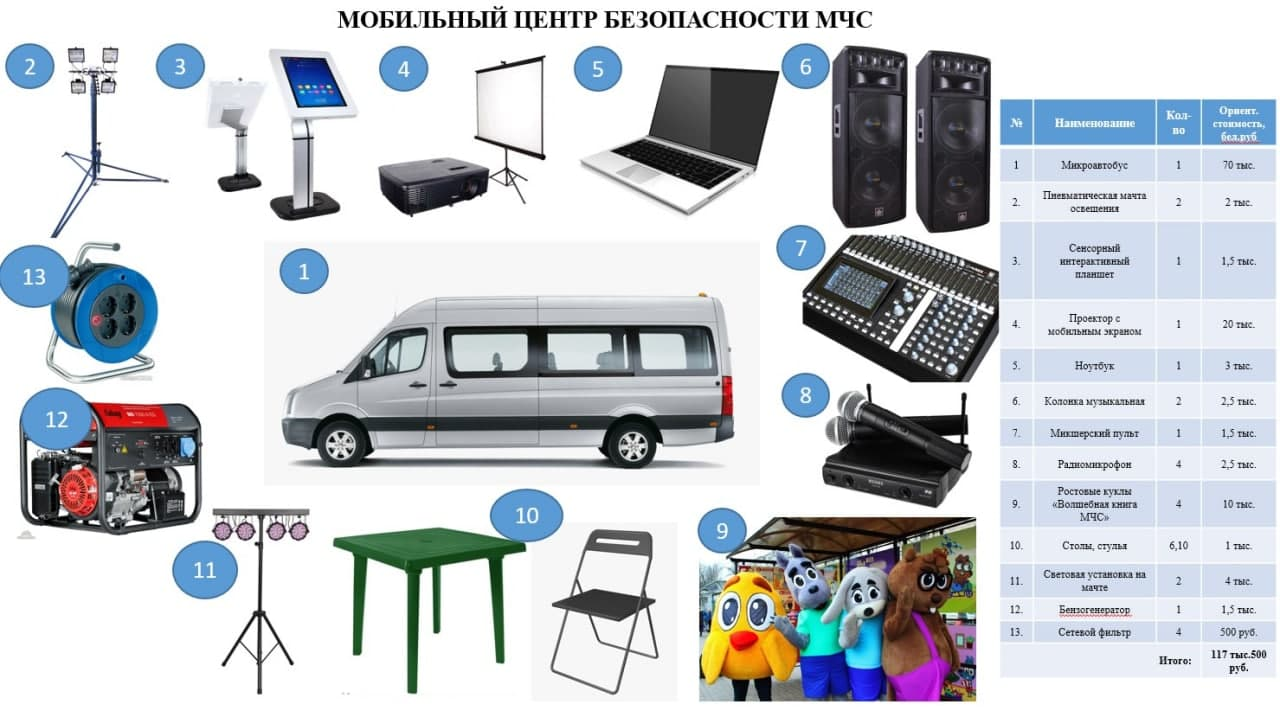 МОБИЛЬНЫЙ ЦЕНТР БЕЗОПАСНОСТИ МЧС
2
3
4
5
6
13
1
7
8
12
10
9
11
№ Наименование Кол-во Ориент. стоимость, бел.руб
1 Микроавтобус 1 70 тыс.
2. Пневматическая мачта освещения 2 2 тыс.
3. Сенсорный интерактивный планшет 1 1,5 тыс.
4. Проектор с мобильным экраном 1 20 тыс.
5. Ноутбук 1 3 тыс.
6. Колонка музыкальная 2 2,5 тыс.
7. Микшерский пульт 1 1,5 тыс.
8. Радиомикрофон 4 2,5 тыс.
9. Ростовые куклы «Волшебная книга МЧС» 4 10 тыс.
10. Столы, стулья 6,10 1 тыс.
11. Световая установка на мачте 2 4 тыс.
12. Бензогенератор 1 1,5 тыс.
13. Сетевой фильтр 4 500 руб.
Итого: 117 тыс.500 руб.